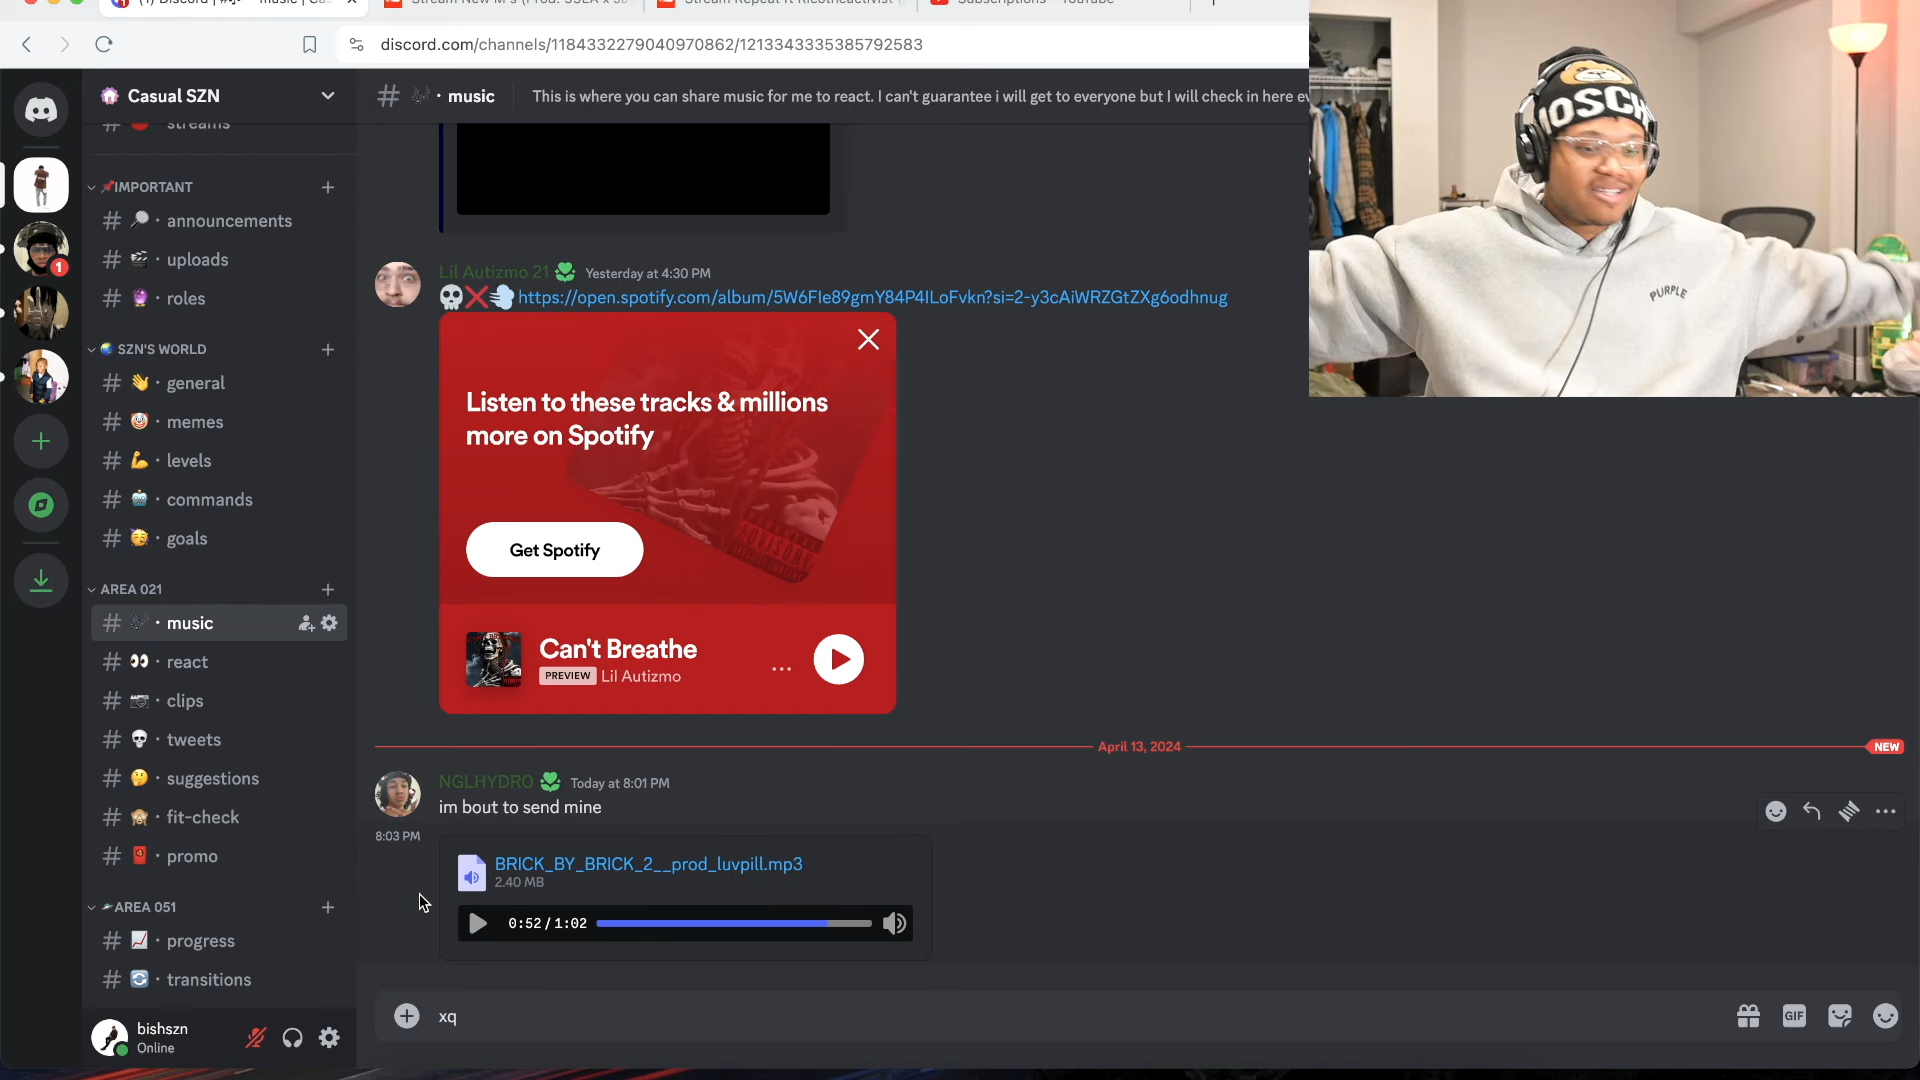 discord.com/channels/1184332279040970862/1213343335385792583
Casual SZN
music
This is where you can share music for me to react. I can't guarantee i will get to everyone but I will check in here
streams
IMPORTANT
announcements
uploads
roles
SZN'S WORLD
general
memes
levels
commands
goals
AREA 021
music
react
clips
tweets
suggestions
fit-check
promo
AREA 051
progress
transitions
bishszn
Online
1
Lil Autizmo 21 Yesterday at 4:30 PM
https://open.spotify.com/album/5W6FIe89gmY84P4ILoFvkn?si=2-y3cAiWRZGtZXg6odhnug
Listen to these tracks & millions
more on Spotify
Get Spotify
Can't Breathe
PREVIEW Lil Autizmo
April 13, 2024 NEW
NGLHYDRO Today at 8:01 PM
im bout to send mine
8:03 PM
BRICK_BY_BRICK_2__prod_luvpill.mp3
2.40 MB
0:52 / 1:02
xq
GIF
MOSCH
PURPLE